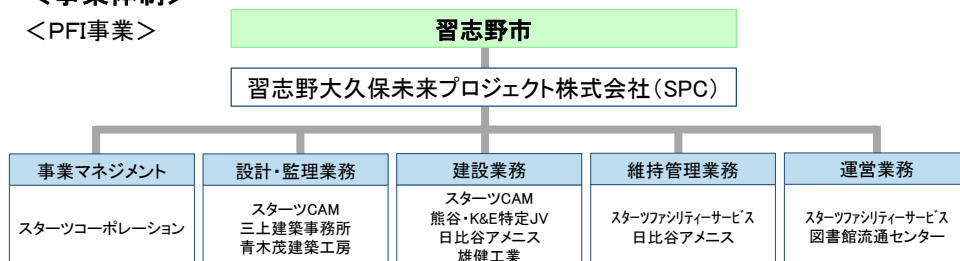 ＜事業体制＞
＜PFI事業＞
習志野市
習志野大久保未来プロジェクト株式会社（SPC）
事業マネジメント
スターツコーポレーション
設計・監理業務
スターツCAM
三上建築事務所
青木茂建築工房
建設業務
スターツCAM
熊谷・K&E特定JV
日比谷アメニス
雄健工業
維持管理業務
スターツファシリティーサービス
日比谷アメニス
運営業務
スターツファシリティーサービス
図書館流通センター